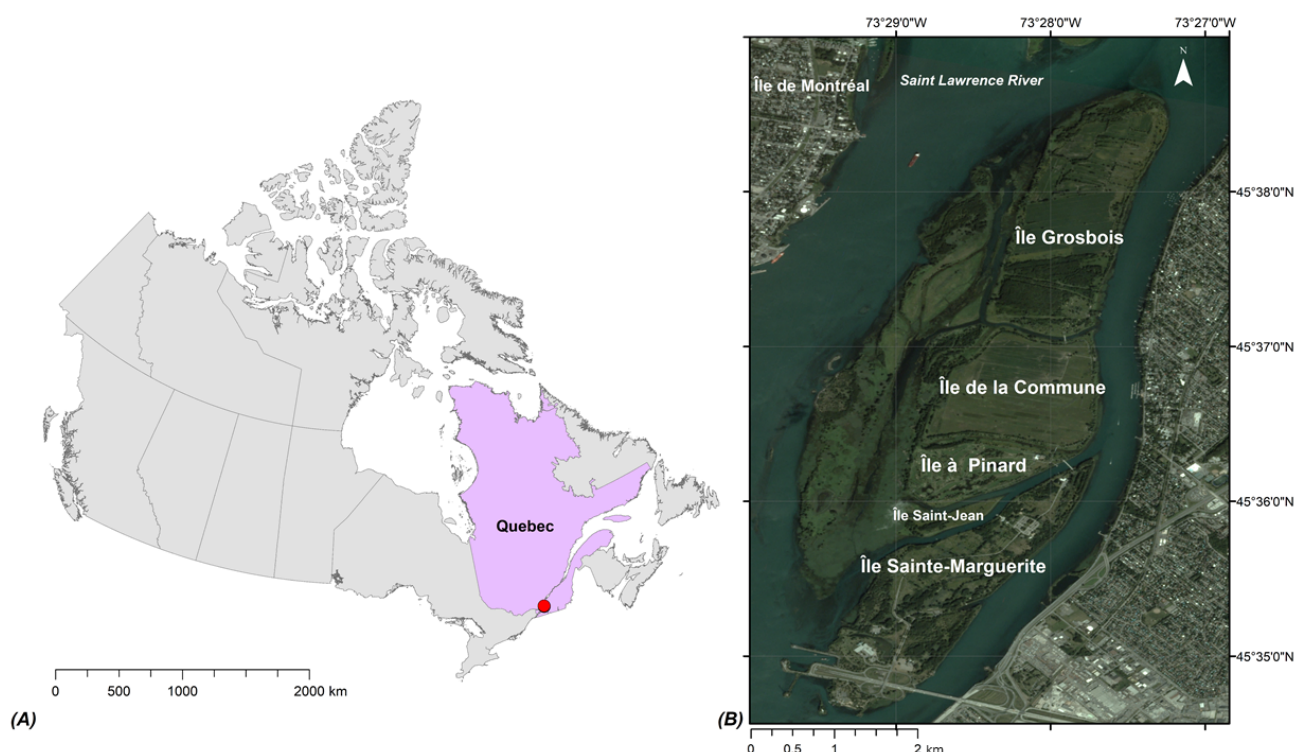 Quebec
0 500 1000 2000 km
(A)
73°29'0"W 73°28'0"W 73°27'0"W
N
Île de Montréal
Saint Lawrence River
45°38'0"N
Île Grosbois
45°37'0"N
Île de la Commune
Île à Pinard
45°36'0"N
Île Saint-Jean
Île Sainte-Marguerite
45°35'0"N
(B)
0 0.5 1 2 km